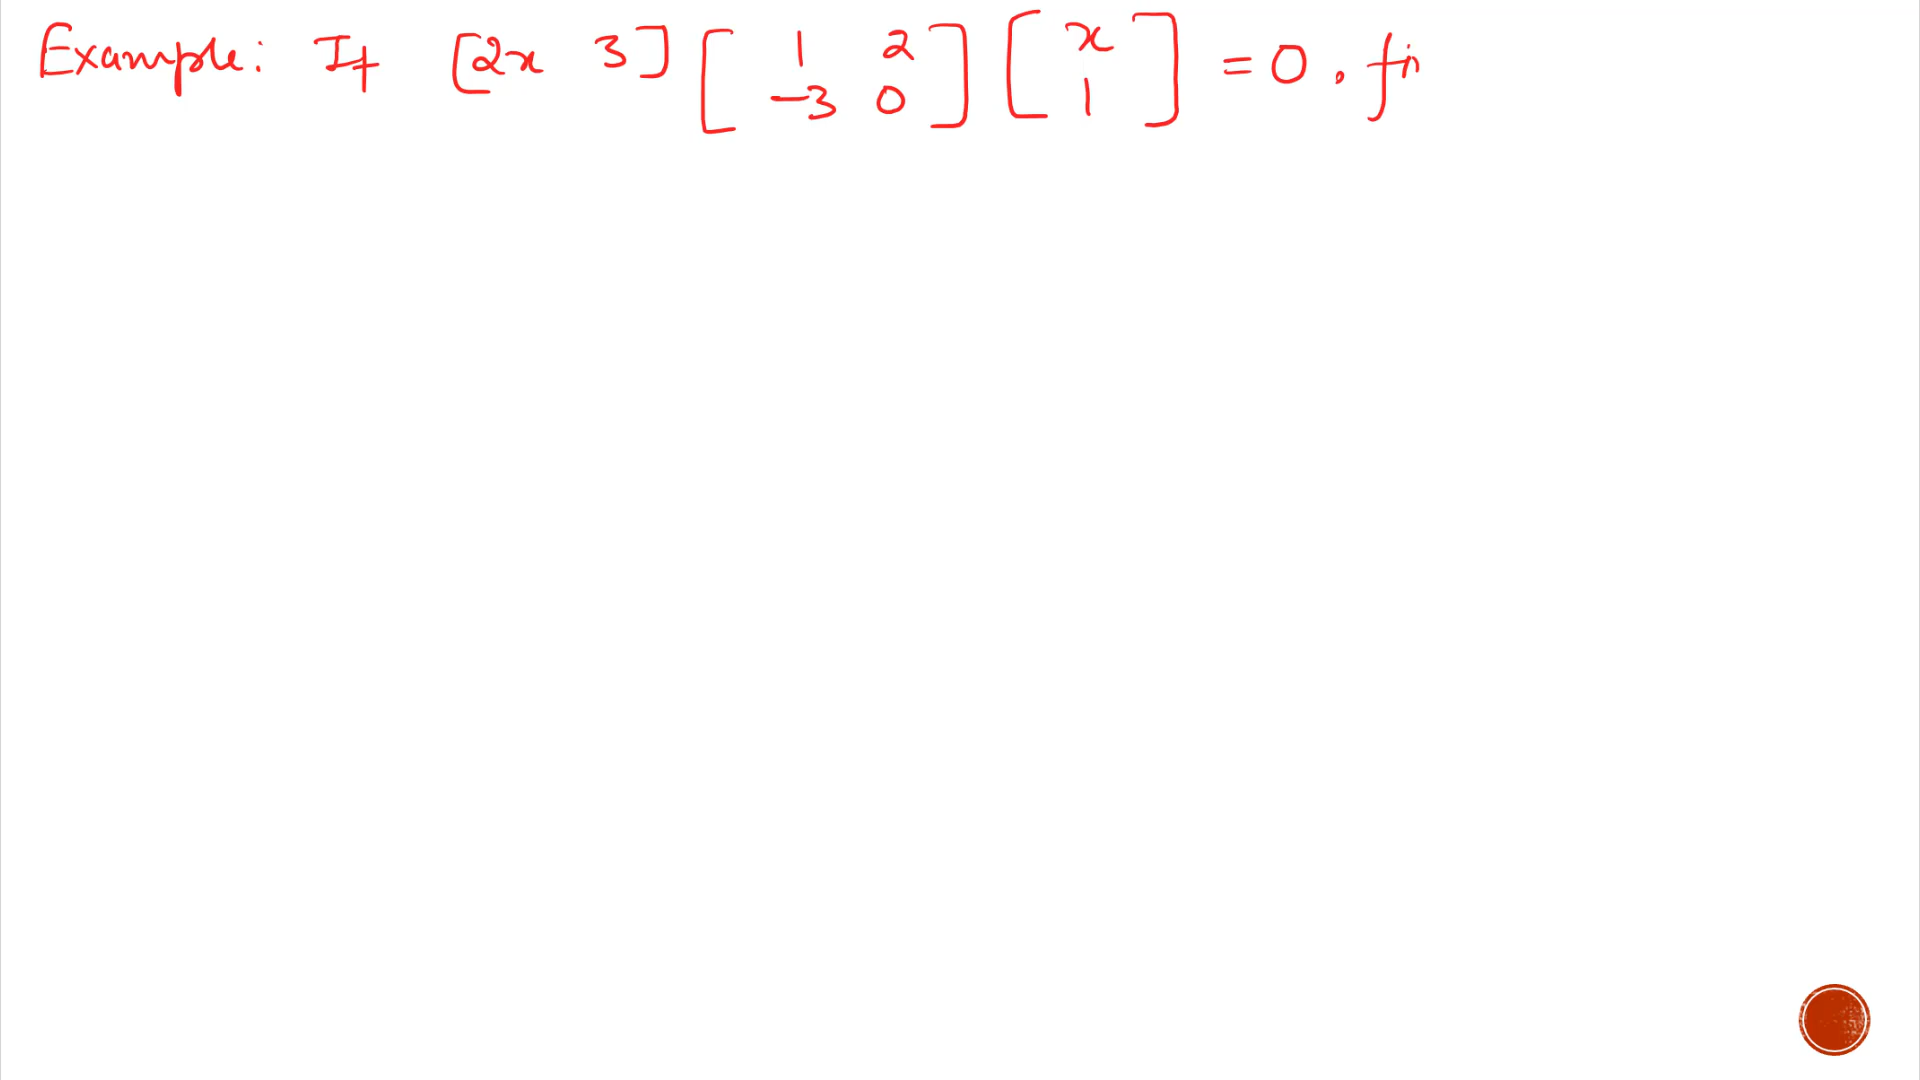 Example: If [2x 3] [1 2 -3 0] [x 1] = 0. fi